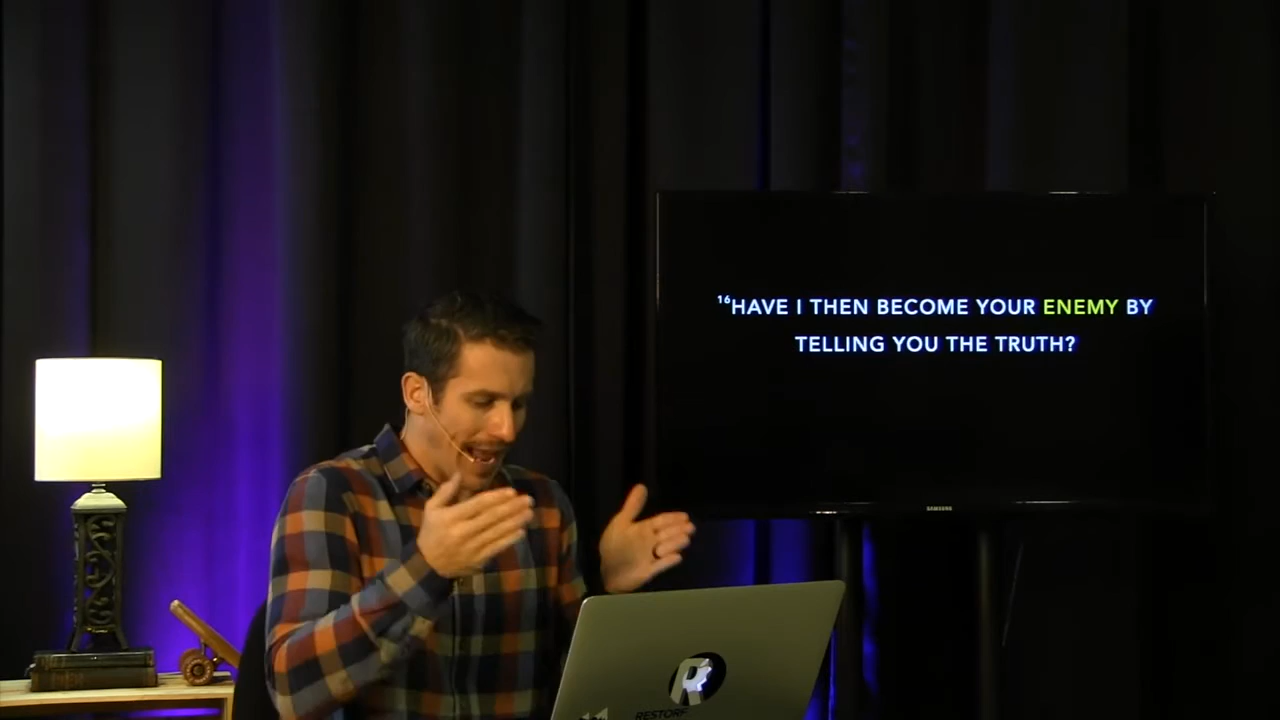 ¹⁶HAVE I THEN BECOME YOUR ENEMY BY
TELLING YOU THE TRUTH?
SAMSUNG
R
RESTORE